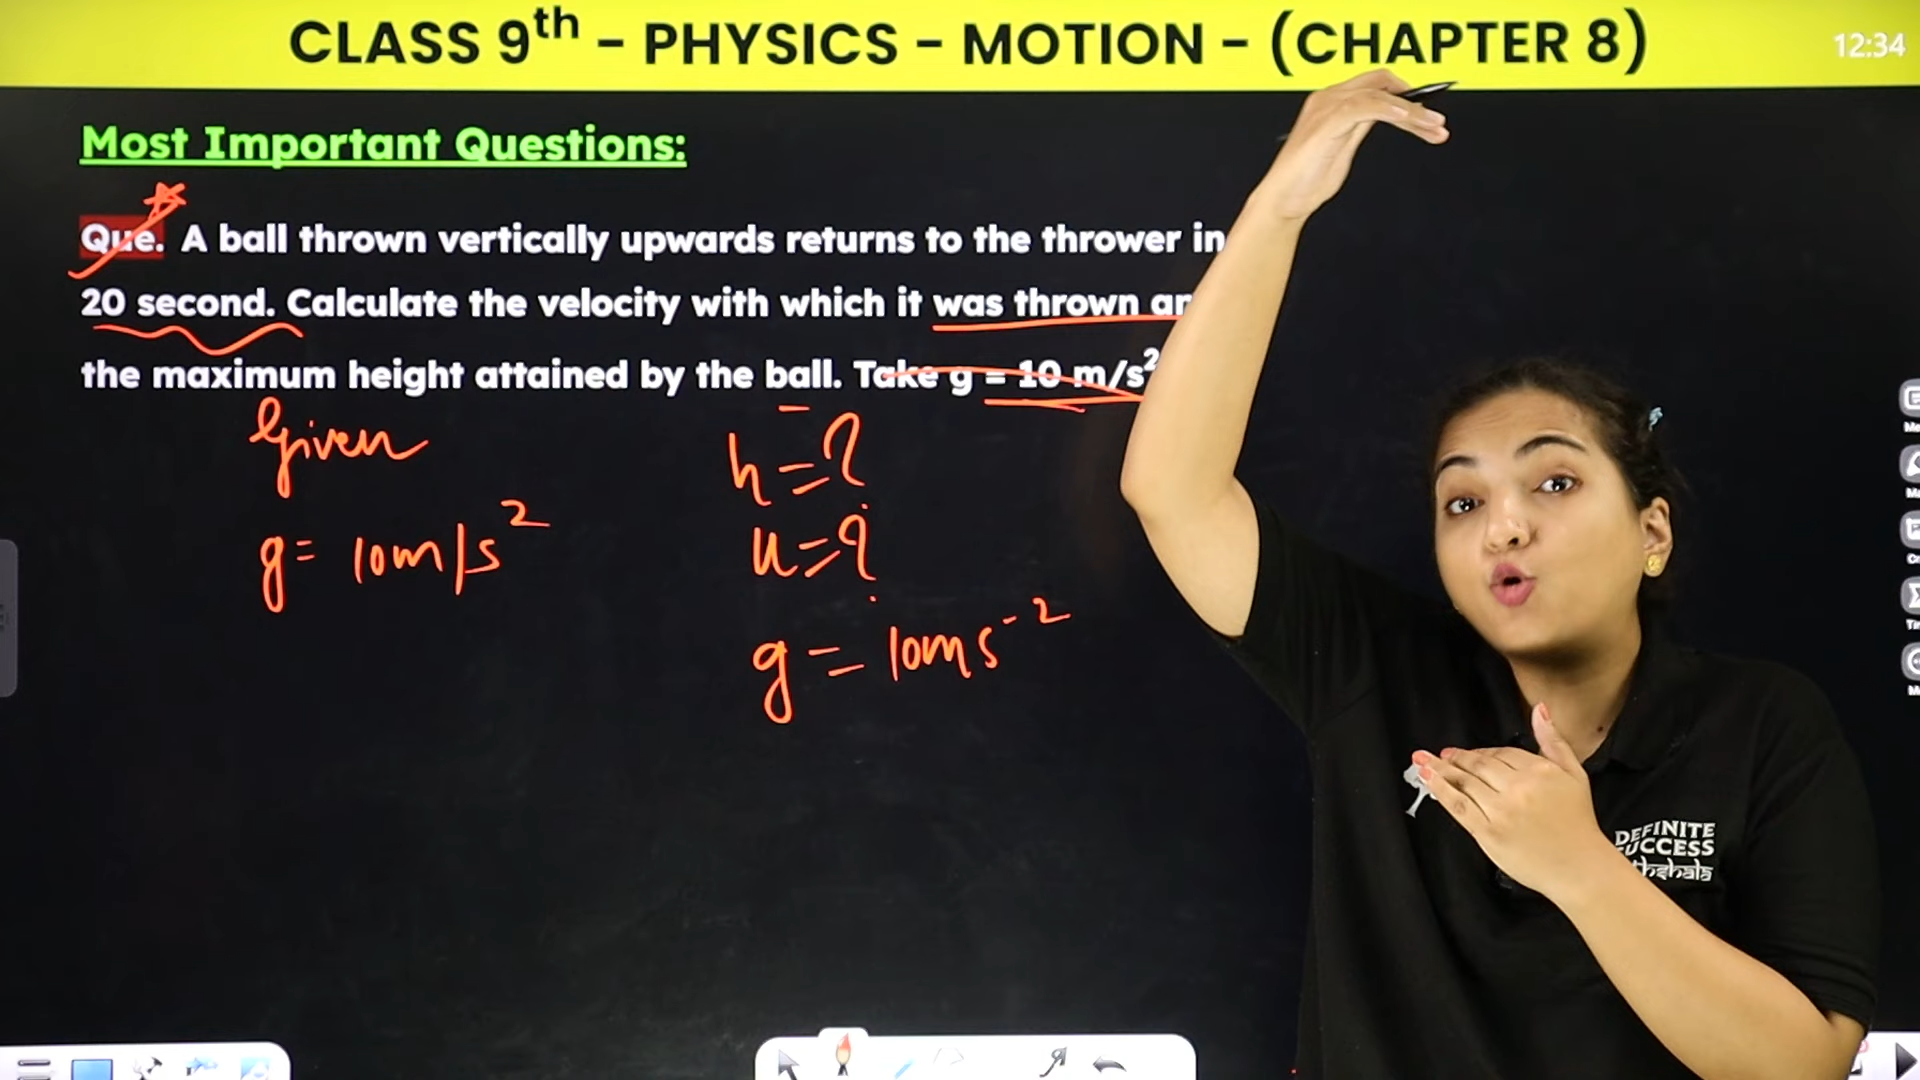 CLASS 9th - PHYSICS - MOTION - (CHAPTER 8)
12:34
Most Important Questions:
Que. A ball thrown vertically upwards returns to the thrower in
20 second. Calculate the velocity with which it was thrown
the maximum height attained by the ball. Take g = 10 m/s²
Given
h = ?
g = 10m/s²
u = ?
g = 10ms⁻²
DEFINITE
SUCCESS